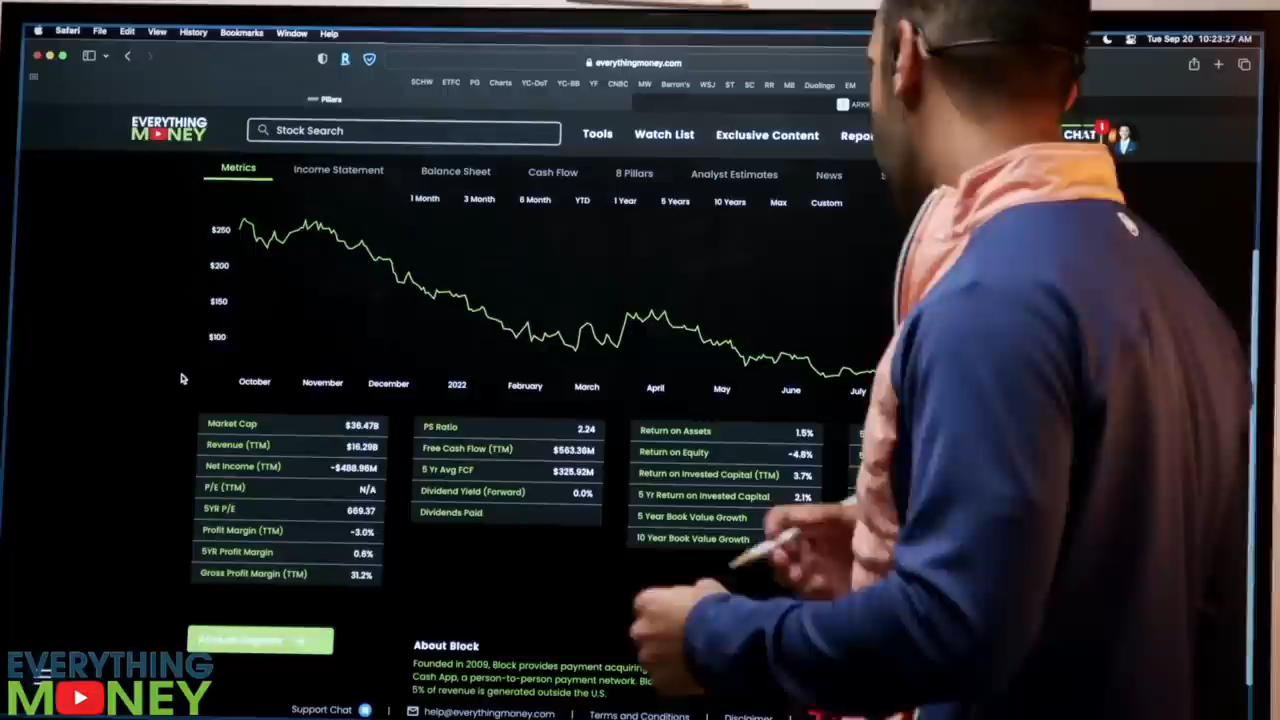 Safari File Edit View History Bookmarks Window Help
Tue Sep 20 10:23:27 AM
everythingmoney.com
SCHW ETFC PG Charts YC-DoT YC-BB YF CNBC MW Barron's WSJ ST SC RR MB Duolingo EM
Pillars
ARKK
EVERYTHING
MONEY
Stock Search
Tools Watch List Exclusive Content Repo
CHAT 1
Metrics Income Statement Balance Sheet Cash Flow 8 Pillars Analyst Estimates News
1 Month 3 Month 6 Month YTD 1 Year 5 Years 10 Years Max Custom
$250
$200
$150
$100
October November December 2022 February March April May June July
Market Cap $36.47B
Revenue (TTM) $16.29B
Net Income (TTM) -$488.96M
P/E (TTM) N/A
5YR P/E 669.37
Profit Margin (TTM) -3.0%
5YR Profit Margin 0.6%
Gross Profit Margin (TTM) 31.2%
PS Ratio 2.24
Free Cash Flow (TTM) $563.36M
5 Yr Avg FCF $325.92M
Dividend Yield (Forward) 0.0%
Dividends Paid
Return on Assets 1.5%
Return on Equity -4.8%
Return on Invested Capital (TTM) 3.7%
5 Yr Return on Invested Capital 2.1%
5 Year Book Value Growth
10 Year Book Value Growth
About Block
Founded in 2009, Block provides payment acquiring
Cash App, a person-to-person payment network. Blo
5% of revenue is generated outside the U.S.
Support Chat | help@everythingmoney.com | Terms and Conditions | Disclaimer
EVERYTHING
MONEY